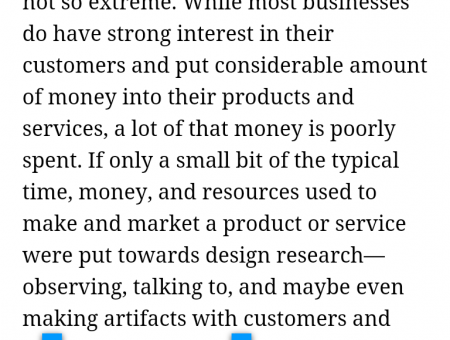 not so extreme. While most businesses
do have strong interest in their
customers and put considerable amount
of money into their products and
services, a lot of that money is poorly
spent. If only a small bit of the typical
time, money, and resources used to
make and market a product or service
were put towards design research—
observing, talking to, and maybe even
making artifacts with customers and